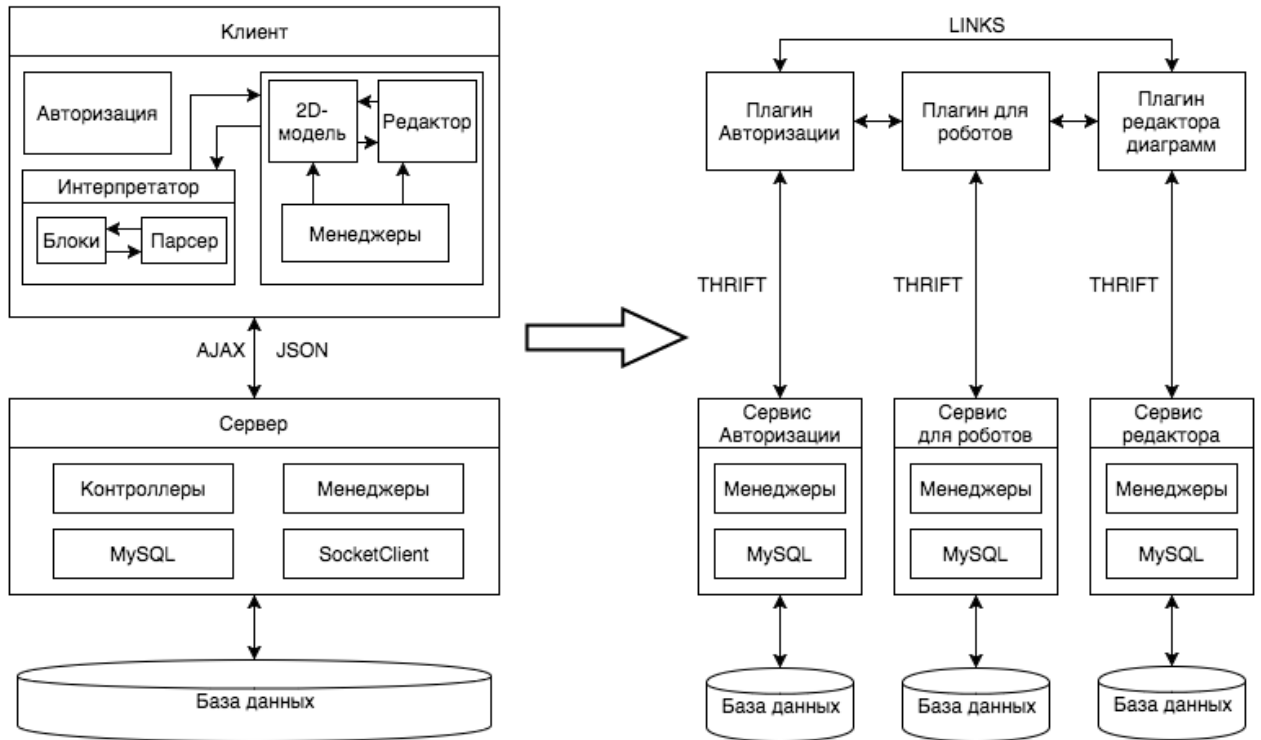 Клиент
Авторизация
2D-
модель
Редактор
Интерпретатор
Блоки
Парсер
Менеджеры
AJAX
JSON
Сервер
Контроллеры
Менеджеры
MySQL
SocketClient
База данных
LINKS
Плагин
Авторизации
Плагин для
роботов
Плагин
редактора
диаграмм
THRIFT
THRIFT
THRIFT
Сервис
Авторизации
Менеджеры
MySQL
База данных
Сервис
для роботов
Менеджеры
MySQL
База данных
Сервис
редактора
Менеджеры
MySQL
База данных